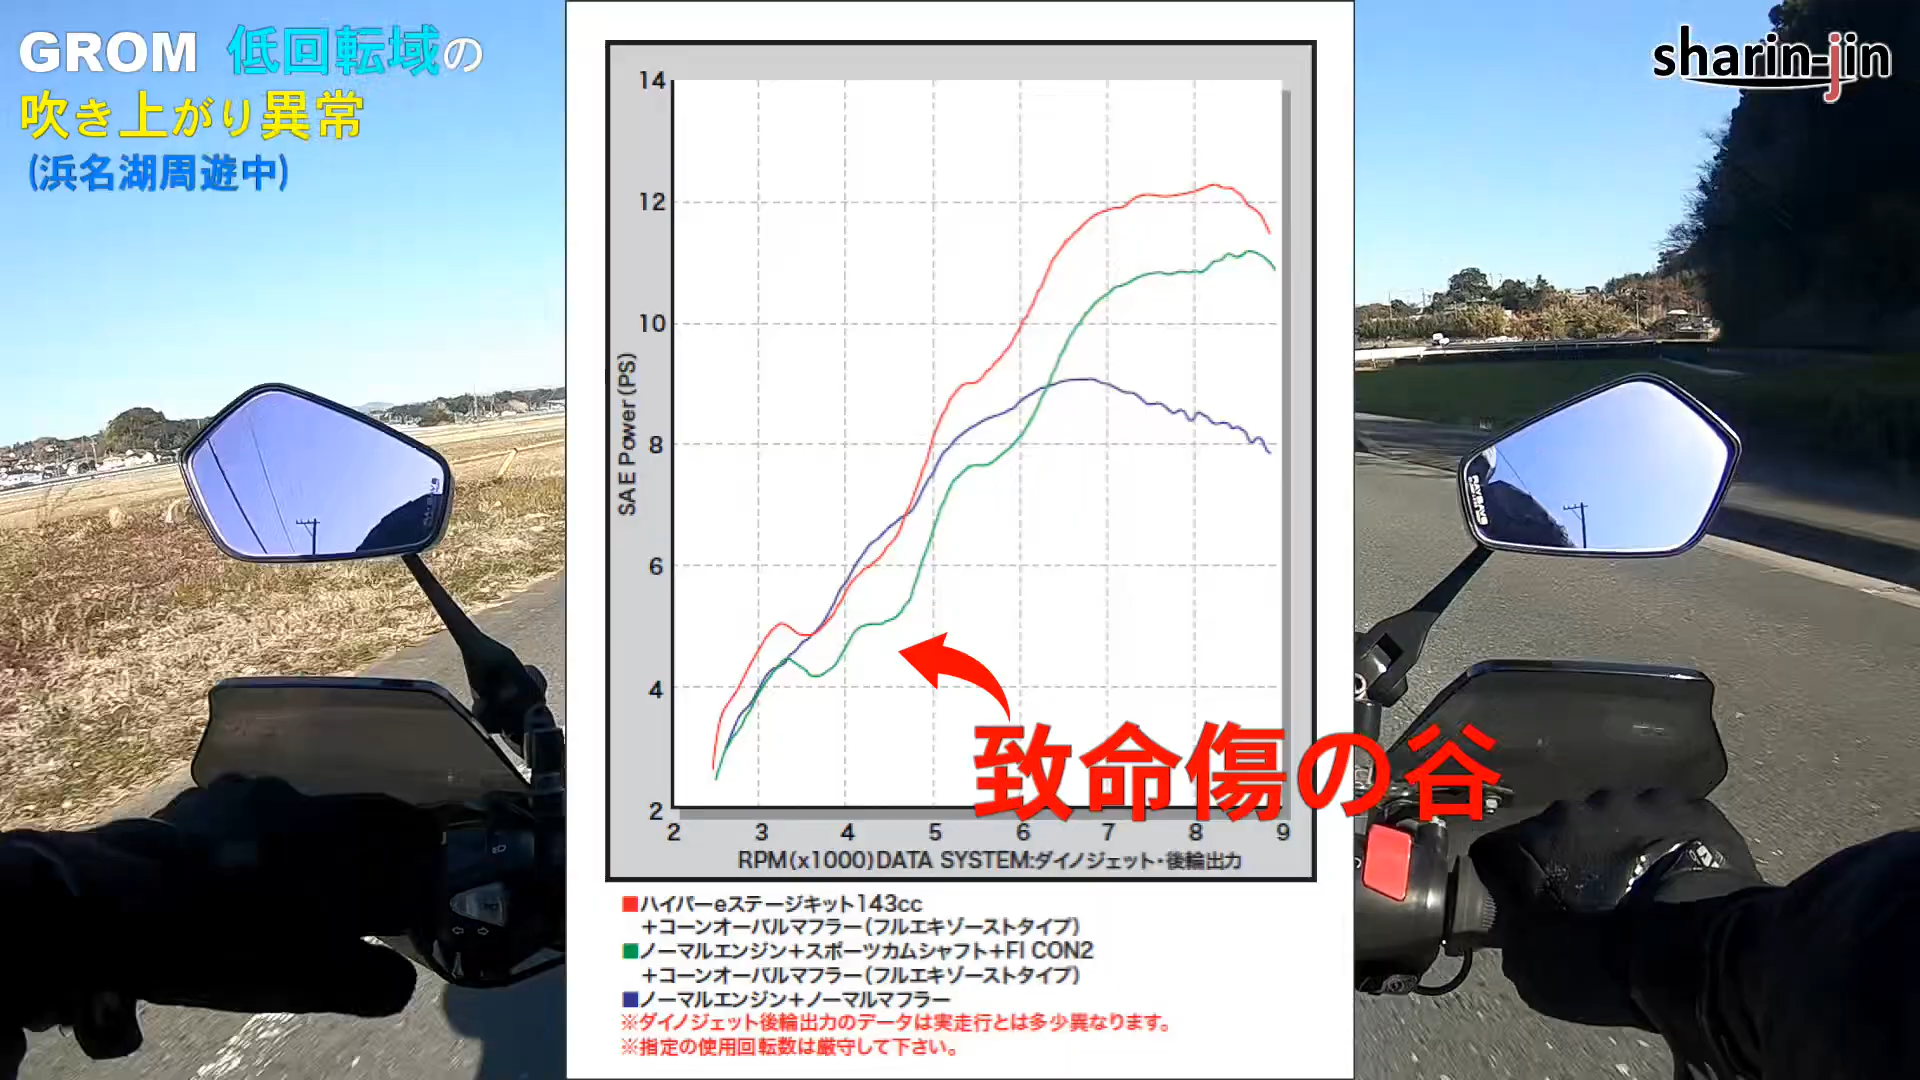 GROM 低回転域の
吹き上がり異常
(浜名湖周遊中)
sharin-jin
14
12
10
8
6
4
2
SAE Power(PS)
2 3 4 5 6 7 8 9
RPM(x1000)DATA SYSTEM:ダイノジェット・後輪出力
致命傷の谷
■ハイパーeステージキット143cc
+コーンオーバルマフラー(フルエキゾーストタイプ)
■ノーマルエンジン+スポーツカムシャフト+FI CON2
+コーンオーバルマフラー(フルエキゾーストタイプ)
■ノーマルエンジン+ノーマルマフラー
※ダイノジェット後輪出力のデータは実走行とは多少異なります。
※指定の使用回転数は厳守して下さい。